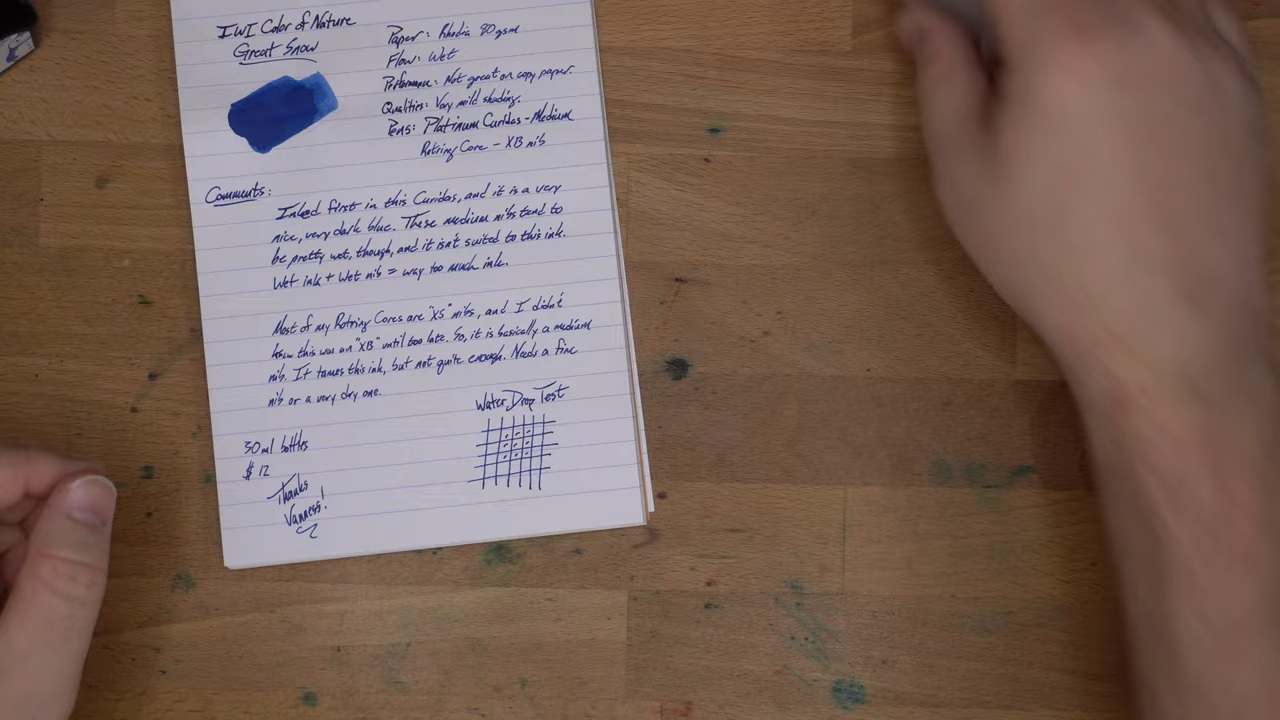 IWI Color of Nature
Great Snow
Paper: Rhodia 80gsm
Flow: Wet
Performance: Not great on copy paper.
Qualities: Very mild shading.
Pens: Platinum Curidas - Medium
Rotring Core - XB nib
Comments:
Inked first in this Curidas, and it is a very
nice, very dark blue. These medium nibs tend to
be pretty wet, though, and it isn't suited to this ink.
Wet ink + Wet nib = way too much ink.
Most of my Rotring Cores are "XS" nibs, and I didn't
know this was an "XB" until too late. So, it is basically a medium
nib. It tames this ink, but not quite enough. Needs a fine
nib or a very dry one.
Water Drop Test
30ml bottles
$12
Thanks
Vanness!